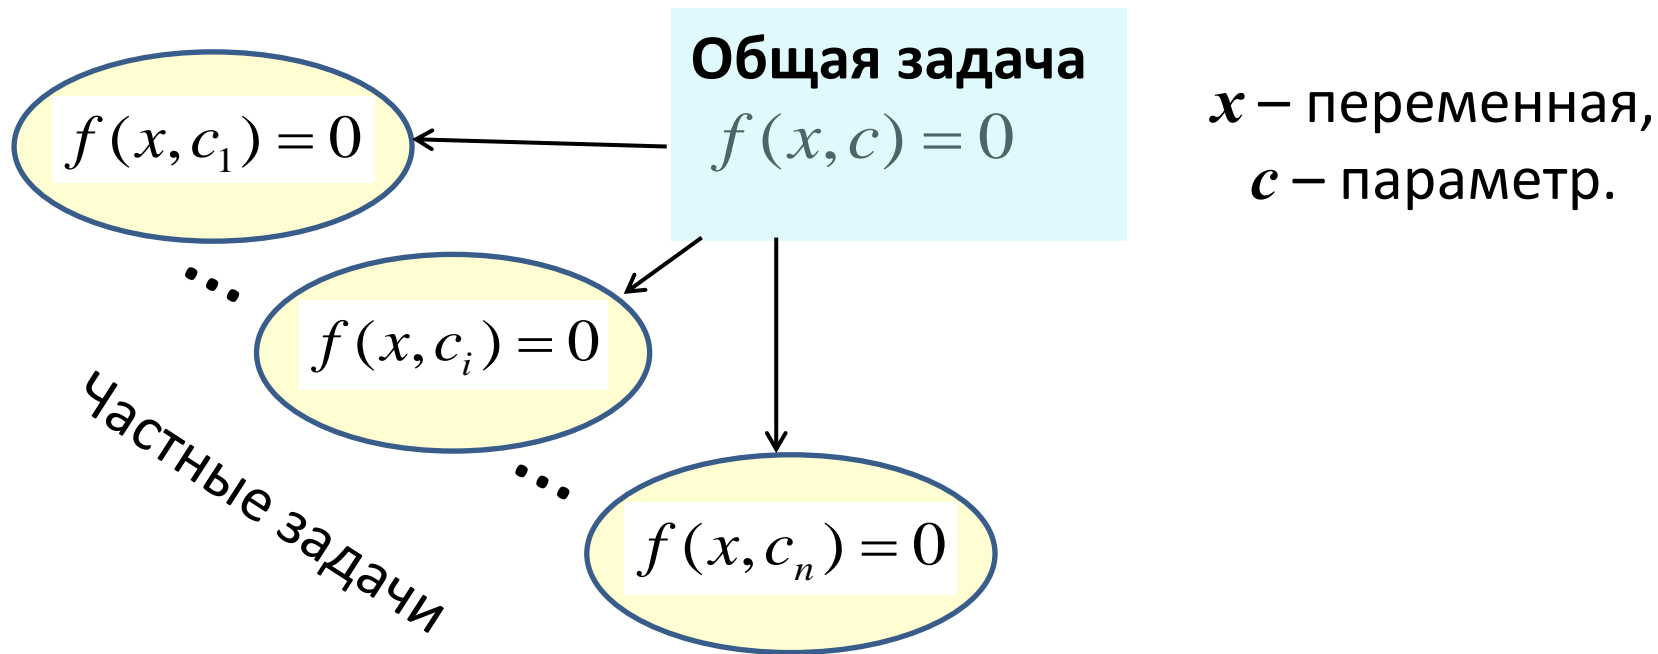 Общая задача
f(x, c) = 0
x – переменная,
c – параметр.
f(x, c₁) = 0
...
f(x, cᵢ) = 0
...
f(x, cₙ) = 0
Частные задачи